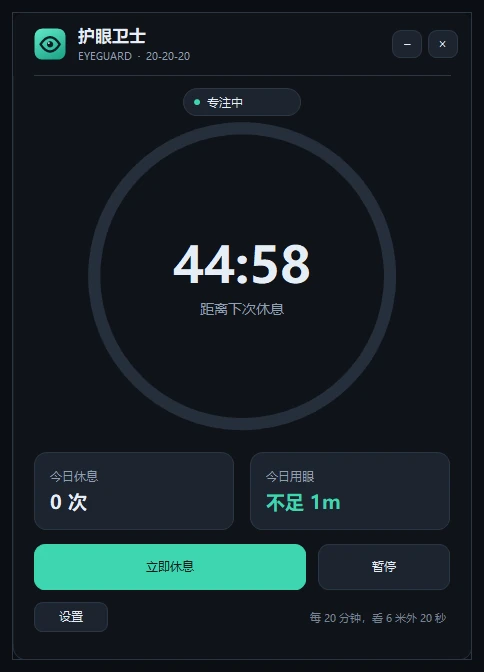 护眼卫士
EYEGUARD · 20-20-20
− ×
专注中
44:58
距离下次休息
今日休息
0 次
今日用眼
不足 1m
立即休息
暂停
设置
每 20 分钟，看 6 米外 20 秒